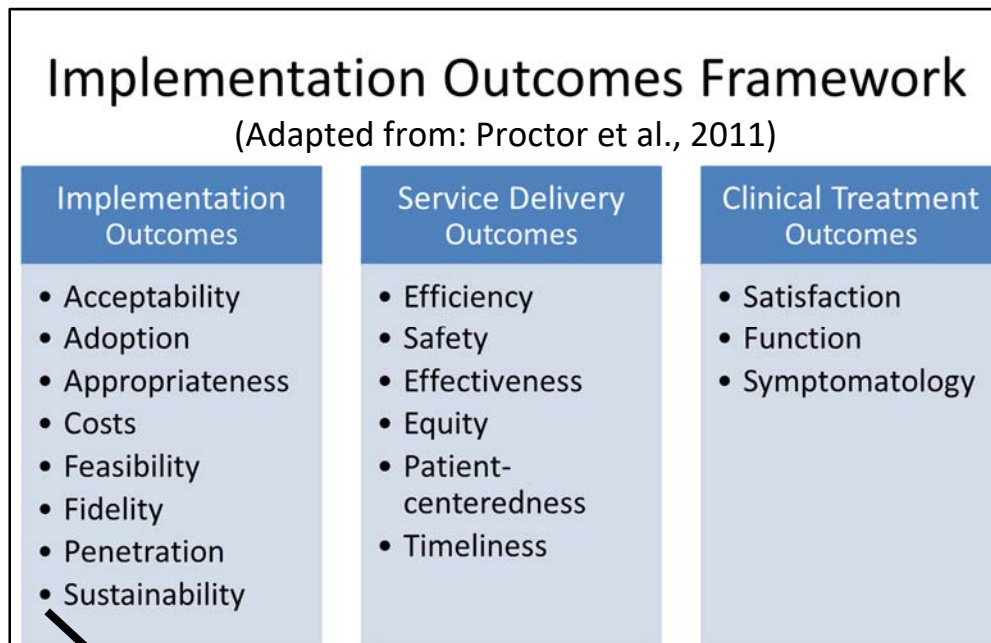 Implementation Outcomes Framework
(Adapted from: Proctor et al., 2011)
Implementation
Outcomes
• Acceptability
• Adoption
• Appropriateness
• Costs
• Feasibility
• Fidelity
• Penetration
• Sustainability
Service Delivery
Outcomes
• Efficiency
• Safety
• Effectiveness
• Equity
• Patient-
centeredness
• Timeliness
Clinical Treatment
Outcomes
• Satisfaction
• Function
• Symptomatology